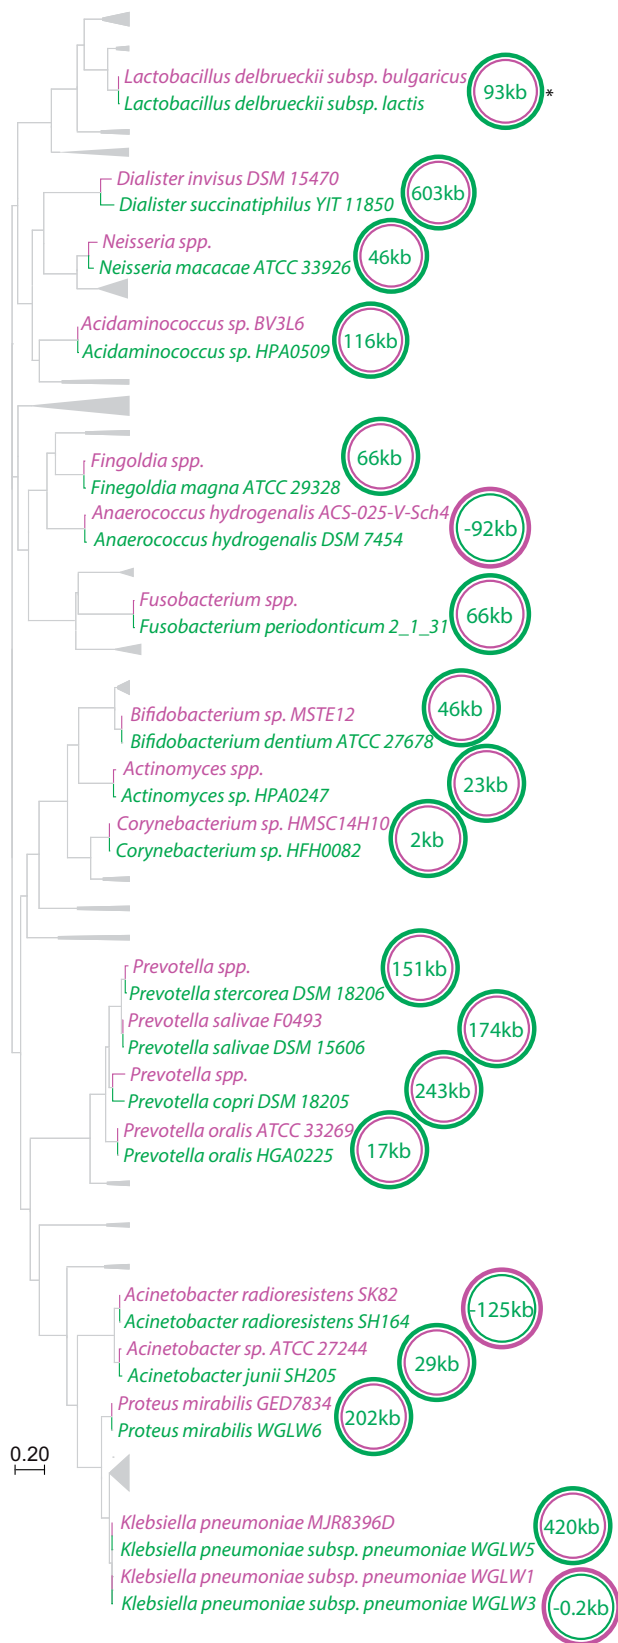 Lactobacillus delbrueckii subsp. bulgaricus
93kb
*
Lactobacillus delbrueckii subsp. lactis
Dialister invisus DSM 15470
603kb
Dialister succinatiphilus YIT 11850
Neisseria spp.
46kb
Neisseria macacae ATCC 33926
Acidaminococcus sp. BV3L6
116kb
Acidaminococcus sp. HPA0509
Fingoldia spp.
66kb
Finegoldia magna ATCC 29328
Anaerococcus hydrogenalis ACS-025-V-Sch4
-92kb
Anaerococcus hydrogenalis DSM 7454
Fusobacterium spp.
66kb
Fusobacterium periodonticum 2_1_31
46kb
Bifidobacterium sp. MSTE12
Bifidobacterium dentium ATCC 27678
Actinomyces spp.
23kb
Actinomyces sp. HPA0247
Corynebacterium sp. HMSC14H10
2kb
Corynebacterium sp. HFH0082
Prevotella spp.
151kb
Prevotella stercorea DSM 18206
Prevotella salivae F0493
174kb
Prevotella salivae DSM 15606
Prevotella spp.
243kb
Prevotella copri DSM 18205
Prevotella oralis ATCC 33269
17kb
Prevotella oralis HGA0225
Acinetobacter radioresistens SK82
-125kb
Acinetobacter radioresistens SH164
Acinetobacter sp. ATCC 27244
29kb
Acinetobacter junii SH205
Proteus mirabilis GED7834
202kb
Proteus mirabilis WGLW6
0.20
Klebsiella pneumoniae MJR8396D
420kb
Klebsiella pneumoniae subsp. pneumoniae WGLW5
Klebsiella pneumoniae subsp. pneumoniae WGLW1
Klebsiella pneumoniae subsp. pneumoniae WGLW3
-0.2kb